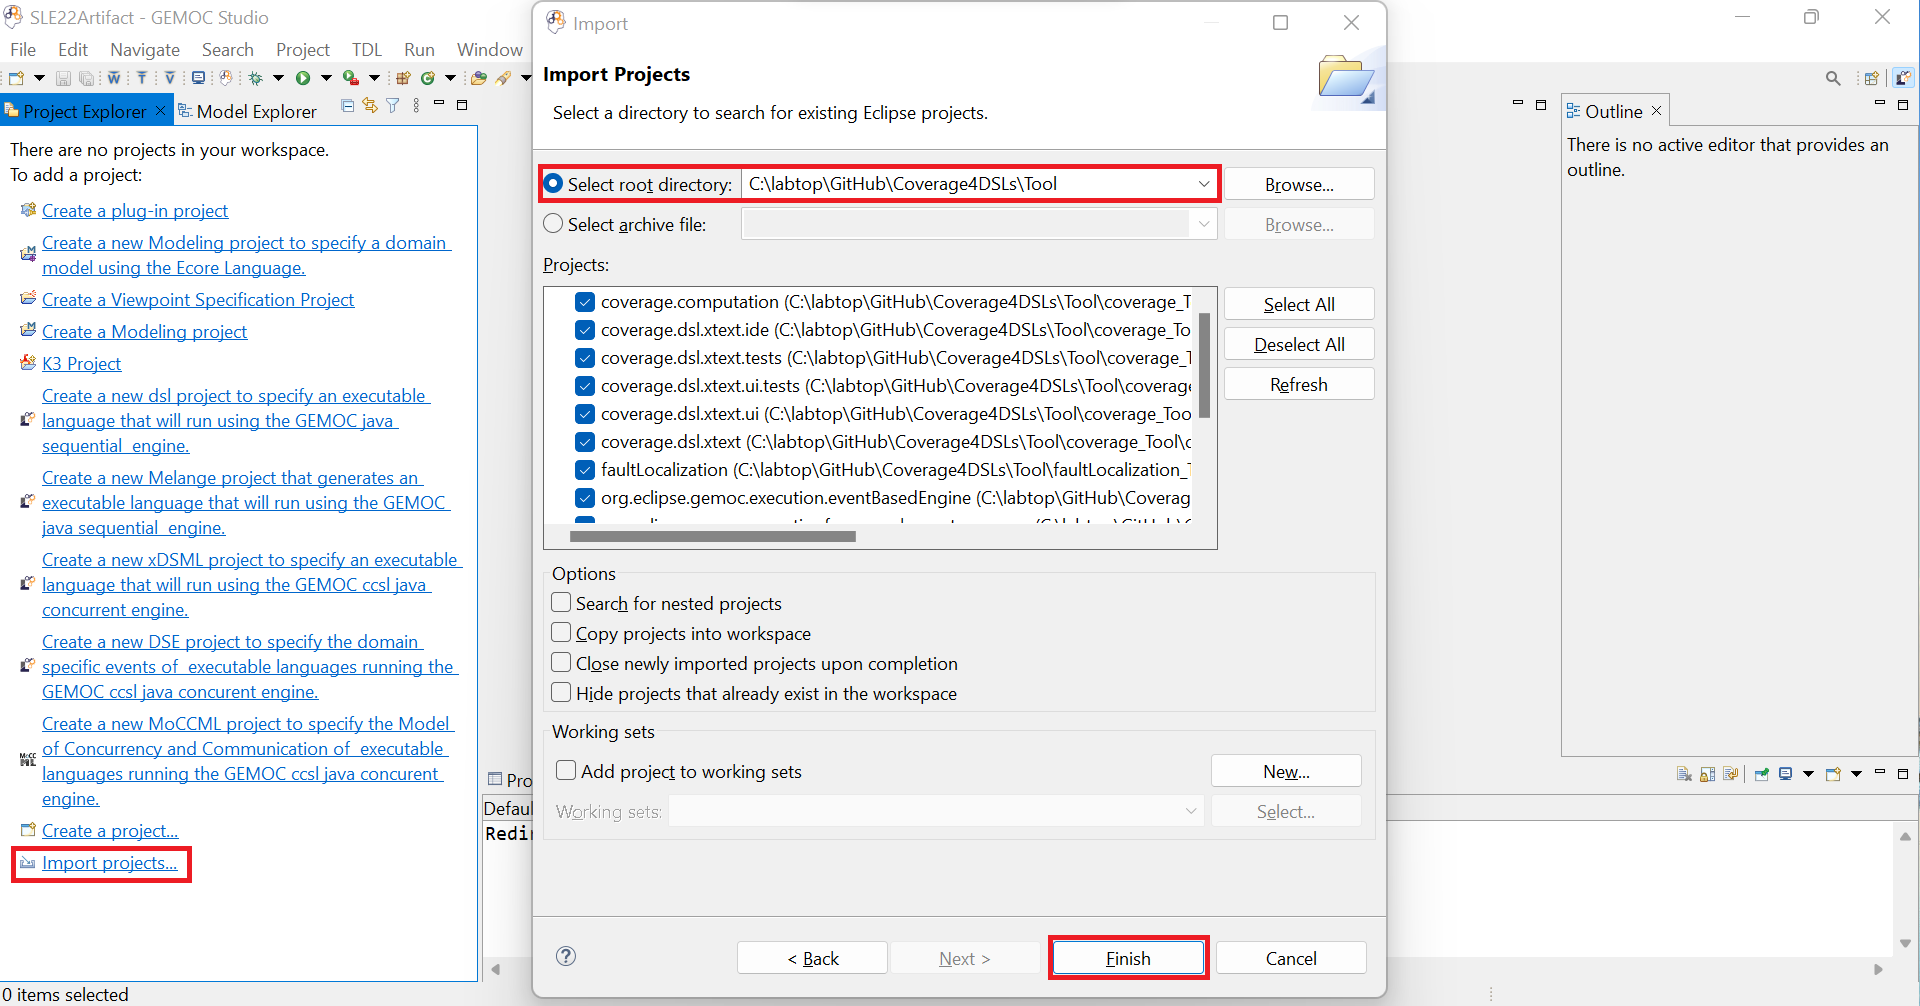 SLE22Artifact - GEMOC Studio
File Edit Navigate Search Project TDL Run Window
Project Explorer
Model Explorer
There are no projects in your workspace.
To add a project:
Create a plug-in project
Create a new Modeling project to specify a domain
model using the Ecore Language.
Create a Viewpoint Specification Project
Create a Modeling project
K3 Project
Create a new dsl project to specify an executable
language that will run using the GEMOC java
sequential engine.
Create a new Melange project that generates an
executable language that will run using the GEMOC
java sequential engine.
Create a new xDSML project to specify an executable
language that will run using the GEMOC ccsl java
concurrent engine.
Create a new DSE project to specify the domain
specific events of executable languages running the
GEMOC ccsl java concurent engine.
Create a new MoCCML project to specify the Model
of Concurrency and Communication of executable
languages running the GEMOC ccsl java concurent
engine.
Create a project...
Import projects...
0 items selected
Import
Import Projects
Select a directory to search for existing Eclipse projects.
Select root directory: C:\labtop\GitHub\Coverage4DSLs\Tool Browse...
Select archive file: Browse...
Projects:
coverage.computation (C:\labtop\GitHub\Coverage4DSLs\Tool\coverage_T
coverage.dsl.xtext.ide (C:\labtop\GitHub\Coverage4DSLs\Tool\coverage_To
coverage.dsl.xtext.tests (C:\labtop\GitHub\Coverage4DSLs\Tool\coverage_T
coverage.dsl.xtext.ui.tests (C:\labtop\GitHub\Coverage4DSLs\Tool\coverage
coverage.dsl.xtext.ui (C:\labtop\GitHub\Coverage4DSLs\Tool\coverage_Too
coverage.dsl.xtext (C:\labtop\GitHub\Coverage4DSLs\Tool\coverage_Tool\c
faultLocalization (C:\labtop\GitHub\Coverage4DSLs\Tool\faultLocalization_T
org.eclipse.gemoc.execution.eventBasedEngine (C:\labtop\GitHub\Coverag
Select All
Deselect All
Refresh
Options
Search for nested projects
Copy projects into workspace
Close newly imported projects upon completion
Hide projects that already exist in the workspace
Working sets
Add project to working sets New...
Working sets: Select...
< Back Next > Finish Cancel
Pro
Defaul
Redi
Outline
There is no active editor that provides an
outline.